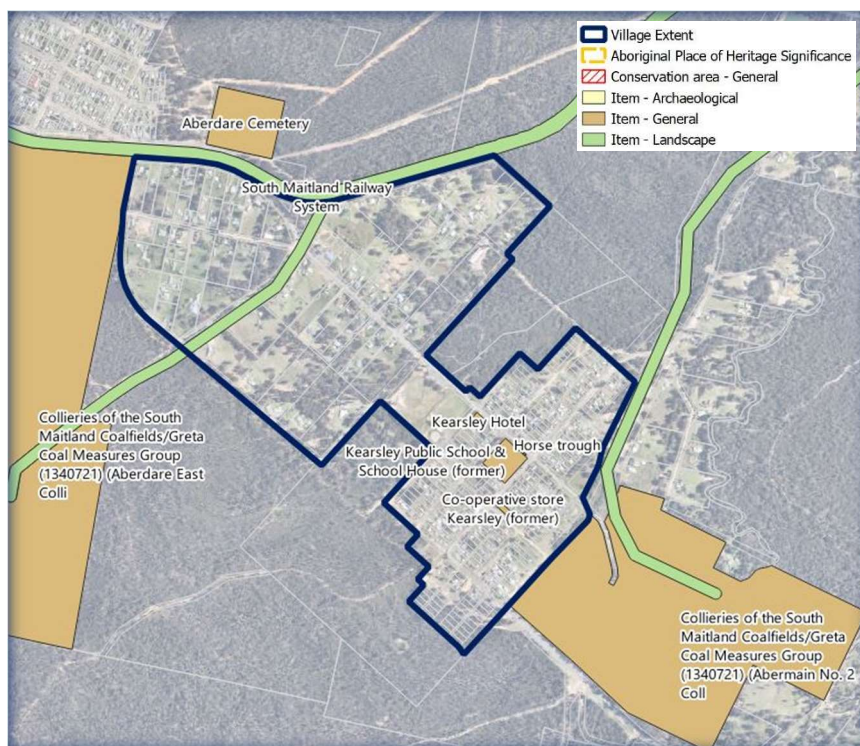 Village Extent
Aboriginal Place of Heritage Significance
Conservation area - General
Item - Archaeological
Item - General
Item - Landscape
Aberdare Cemetery
South Maitland Railway
System
Collieries of the South
Maitland Coalfields/Greta
Coal Measures Group
(1340721) (Aberdare East
Colli
Kearsley Hotel
Horse trough
Kearsley Public School &
School House (former)
Co-operative store
Kearsley (former)
Collieries of the South
Maitland Coalfields/Greta
Coal Measures Group
(1340721) (Abermain No. 2
Coll